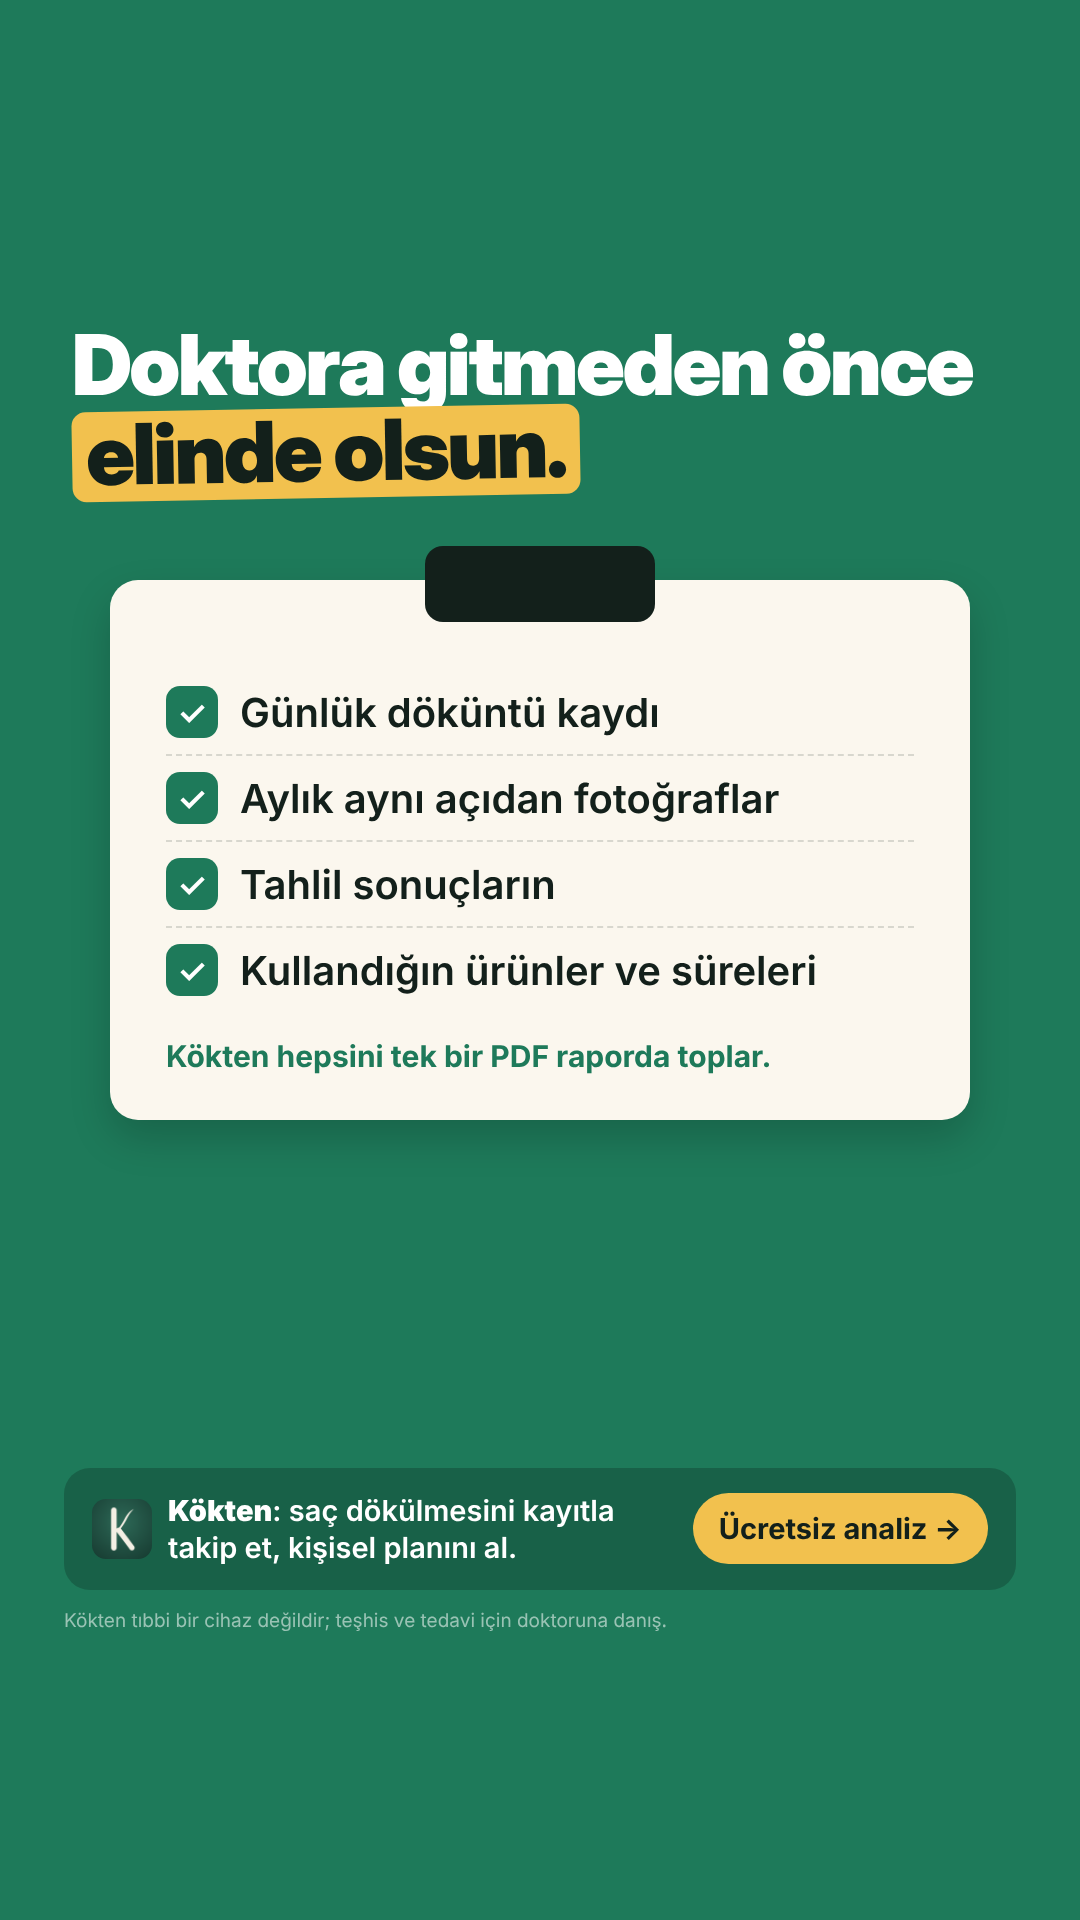 Doktora gitmeden önce
elinde olsun.
Günlük döküntü kaydı
Aylık aynı açıdan fotoğraflar
Tahlil sonuçların
Kullandığın ürünler ve süreleri
Kökten hepsini tek bir PDF raporda toplar.
K
Kökten: saç dökülmesini kayıtla
takip et, kişisel planını al.
Ücretsiz analiz →
Kökten tıbbi bir cihaz değildir; teşhis ve tedavi için doktoruna danış.